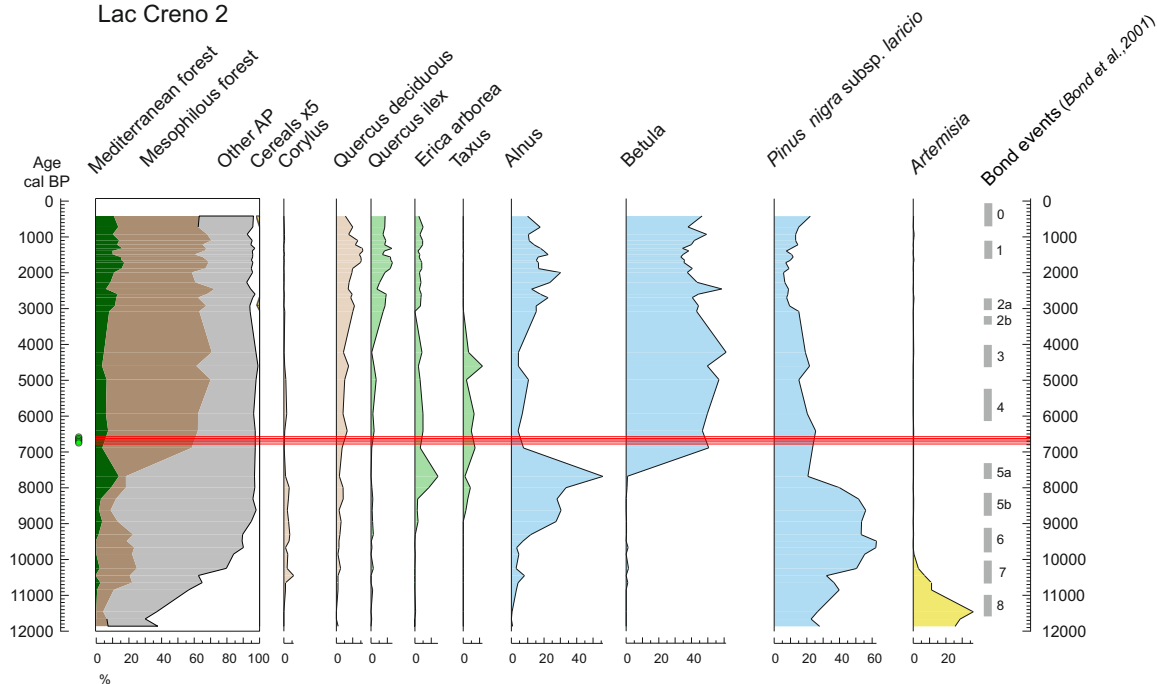 Lac Creno 2
Mediterranean forest
Mesophilous forest
Other AP
Cereals x5
Corylus
Quercus deciduous
Quercus ilex
Erica arborea
Taxus
Alnus
Betula
Pinus nigra subsp. laricio
Artemisia
Bond events (Bond et al.,2001)
Age
cal BP
0 0
1000 1000
2000 2000
3000 3000
4000 4000
5000 5000
6000 6000
7000 7000
8000 8000
9000 9000
10000 10000
11000 11000
12000 12000
0
1
2a
2b
3
4
5a
5b
6
7
8
0 20 40 60 80 100 0 0 0 0 0 0 20 40 0 20 40 0 20 40 60 0 20
%